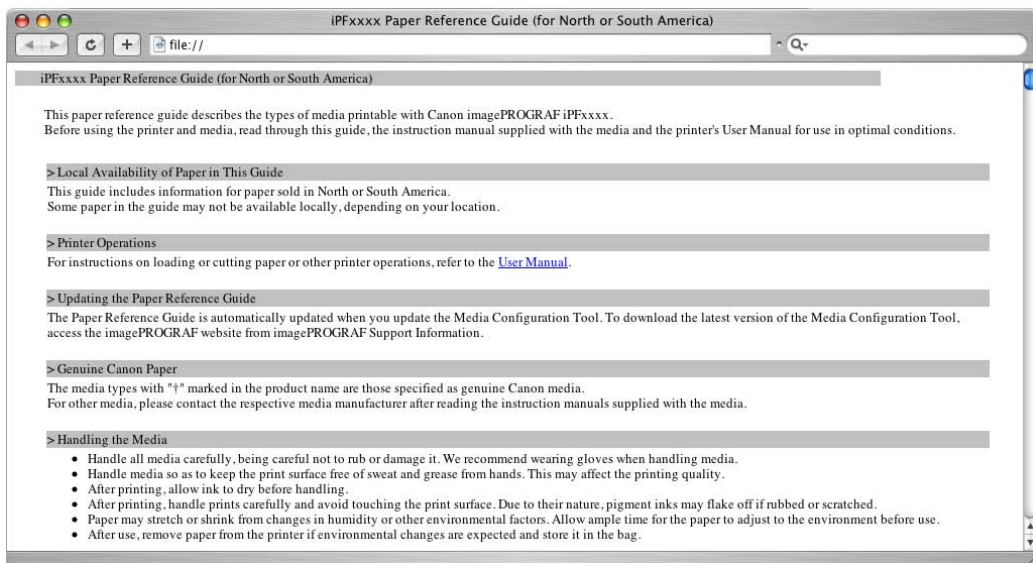 iPFxxxx Paper Reference Guide (for North or South America)
file://
iPFxxxx Paper Reference Guide (for North or South America)
This paper reference guide describes the types of media printable with Canon imagePROGRAF iPFxxxx.
Before using the printer and media, read through this guide, the instruction manual supplied with the media and the printer's User Manual for use in optimal conditions.
> Local Availability of Paper in This Guide
This guide includes information for paper sold in North or South America.
Some paper in the guide may not be available locally, depending on your location.
> Printer Operations
For instructions on loading or cutting paper or other printer operations, refer to the User Manual.
> Updating the Paper Reference Guide
The Paper Reference Guide is automatically updated when you update the Media Configuration Tool. To download the latest version of the Media Configuration Tool,
access the imagePROGRAF website from imagePROGRAF Support Information.
> Genuine Canon Paper
The media types with "†" marked in the product name are those specified as genuine Canon media.
For other media, please contact the respective media manufacturer after reading the instruction manuals supplied with the media.
> Handling the Media
• Handle all media carefully, being careful not to rub or damage it. We recommend wearing gloves when handling media.
• Handle media so as to keep the print surface free of sweat and grease from hands. This may affect the printing quality.
• After printing, allow ink to dry before handling.
• After printing, handle prints carefully and avoid touching the print surface. Due to their nature, pigment inks may flake off if rubbed or scratched.
• Paper may stretch or shrink from changes in humidity or other environmental factors. Allow ample time for the paper to adjust to the environment before use.
• After use, remove paper from the printer if environmental changes are expected and store it in the bag.